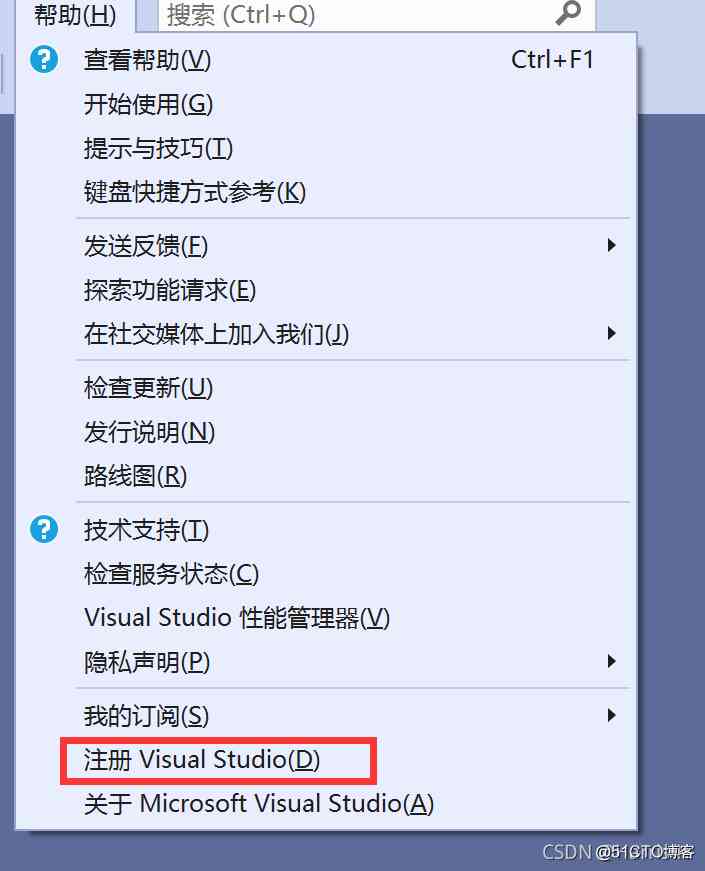 帮助(H) 搜索 (Ctrl+Q)
查看帮助(V) Ctrl+F1
开始使用(G)
提示与技巧(T)
键盘快捷方式参考(K)
发送反馈(F)
探索功能请求(E)
在社交媒体上加入我们(J)
检查更新(U)
发行说明(N)
路线图(R)
技术支持(T)
检查服务状态(C)
Visual Studio 性能管理器(V)
隐私声明(P)
我的订阅(S)
注册 Visual Studio(D)
关于 Microsoft Visual Studio(A)
CSDN @51CTO博客